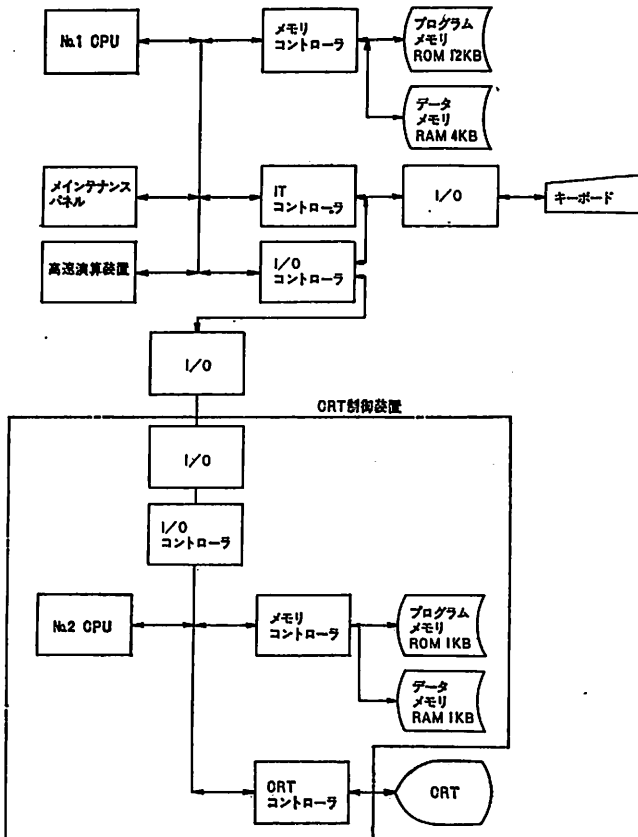 №1 CPU
メモリ
コントローラ
プログラム
メモリ
ROM 12KB
データ
メモリ
RAM 4KB
メインテナンス
パネル
IT
コントローラ
I/O
キーボード
高速演算装置
I/O
コントローラ
I/O
CRT制御装置
I/O
I/O
コントローラ
№2 CPU
メモリ
コントローラ
プログラム
メモリ
ROM 1KB
データ
メモリ
RAM 1KB
CRT
コントローラ
CRT